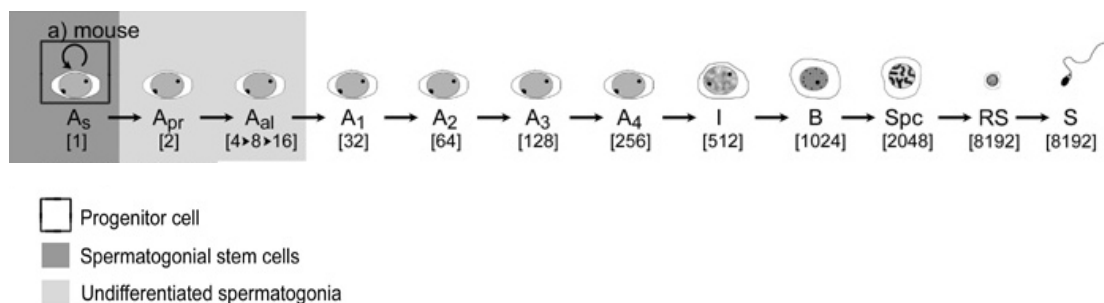 a) mouse
As Apr Aal A1 A2 A3 A4 I B Spc RS S
[1] [2] [4▸8▸16] [32] [64] [128] [256] [512] [1024] [2048] [8192] [8192]
Progenitor cell
Spermatogonial stem cells
Undifferentiated spermatogonia